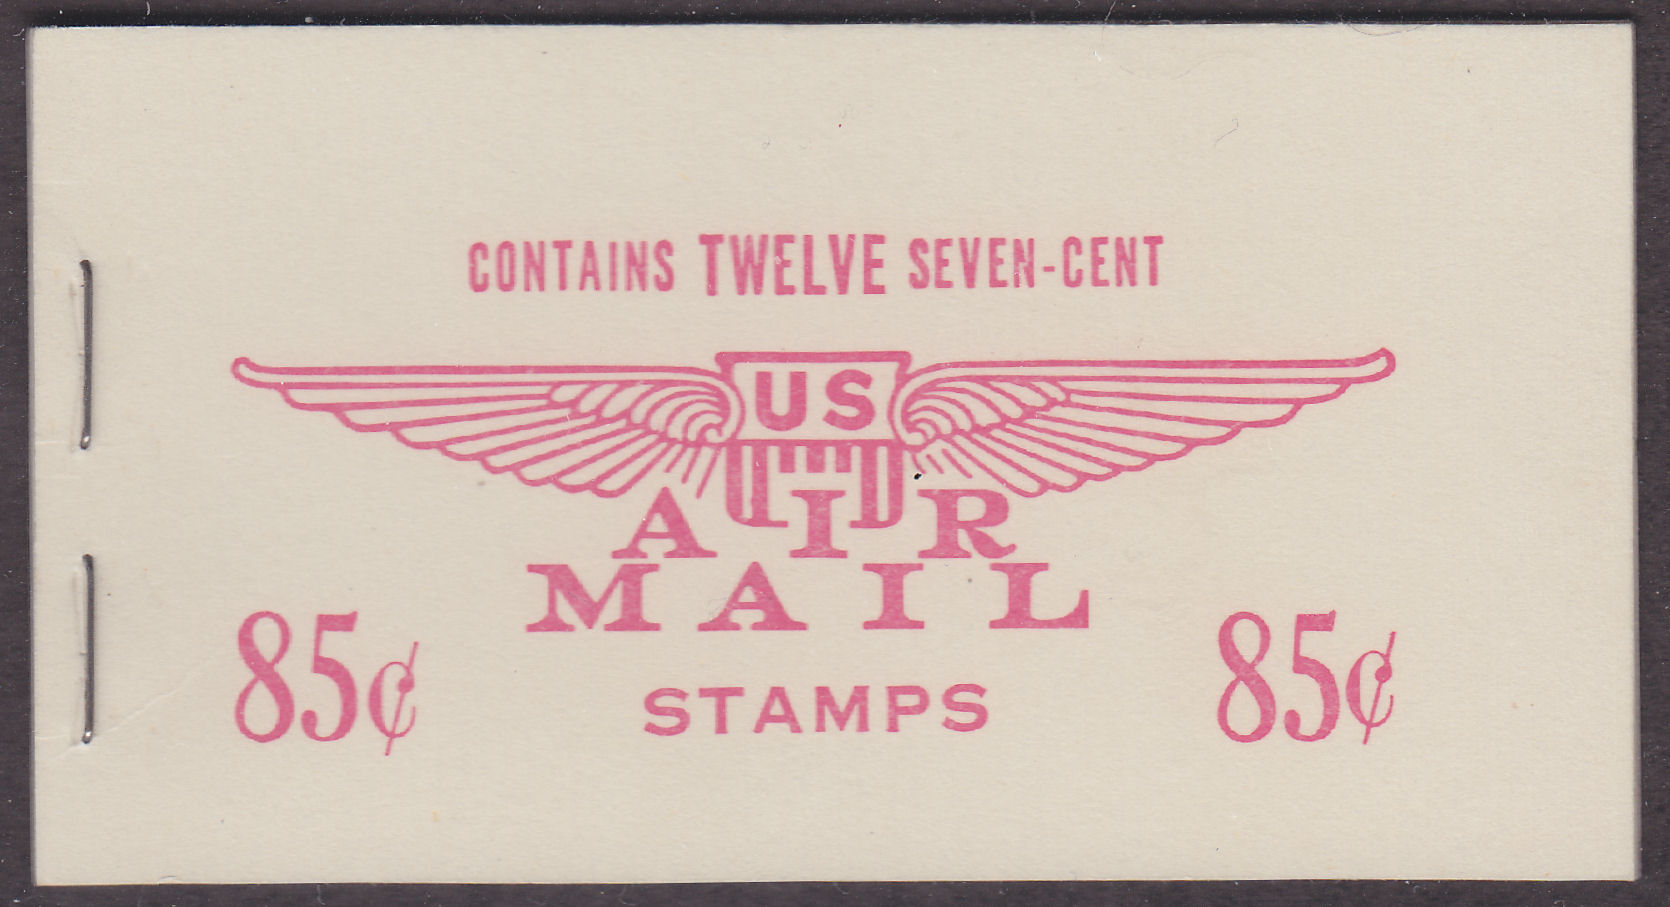 CONTAINS TWELVE SEVEN-CENT
US
AIR
MAIL
85¢ STAMPS 85¢